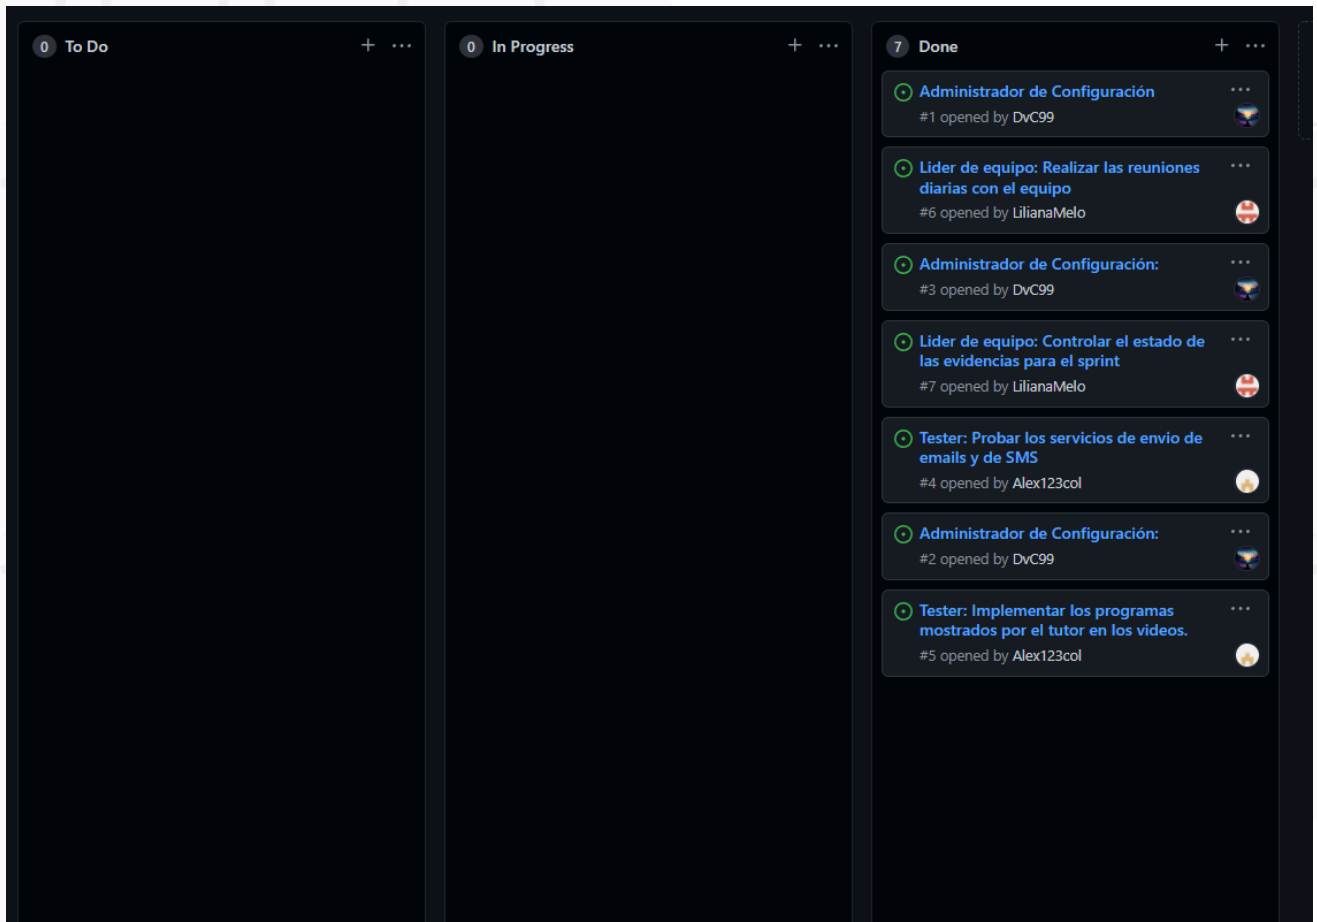 0 To Do
0 In Progress
7 Done
Administrador de Configuración
#1 opened by DvC99
Lider de equipo: Realizar las reuniones
diarias con el equipo
#6 opened by LilianaMelo
Administrador de Configuración:
#3 opened by DvC99
Lider de equipo: Controlar el estado de
las evidencias para el sprint
#7 opened by LilianaMelo
Tester: Probar los servicios de envio de
emails y de SMS
#4 opened by Alex123col
Administrador de Configuración:
#2 opened by DvC99
Tester: Implementar los programas
mostrados por el tutor en los videos.
#5 opened by Alex123col